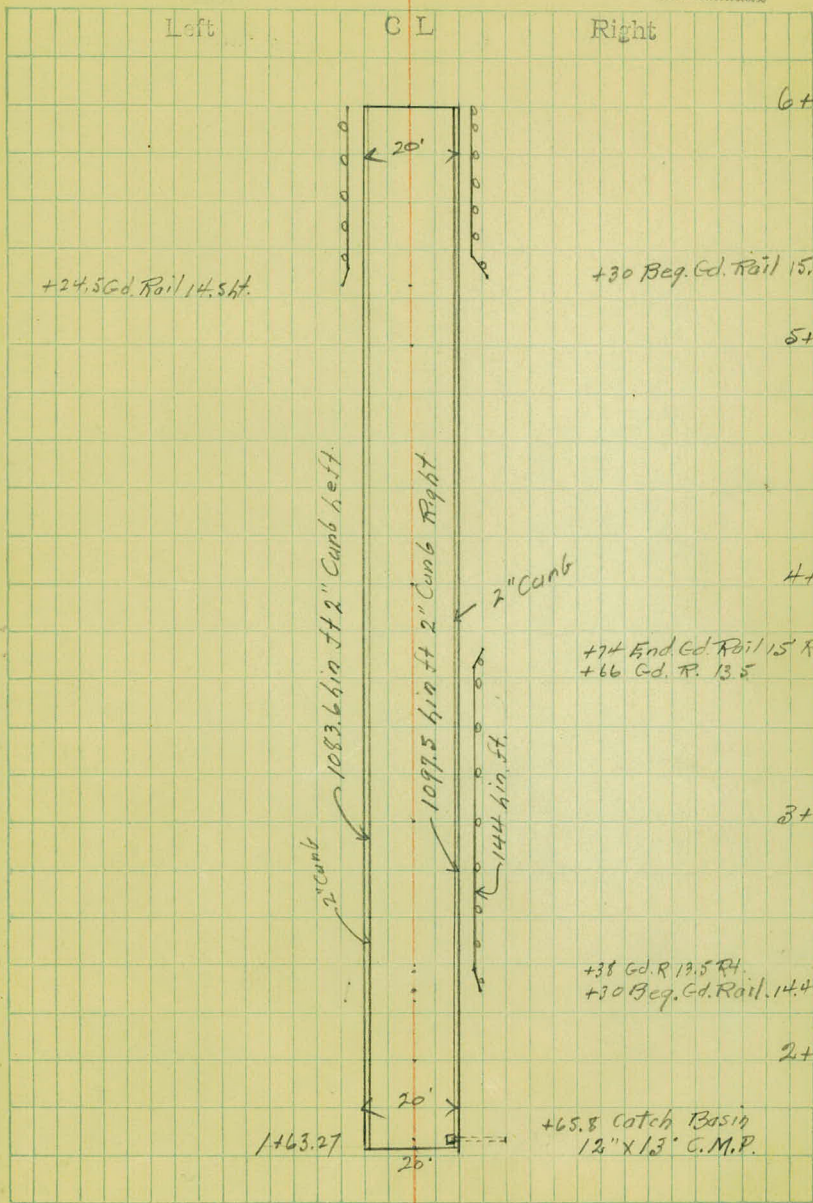 Left C L Right
6+
20'
+24.5 Gd. Rail 14.5 Lt.
+30 Beg. Gd. Rail 15.
5+
1083.6 Lin ft 2" Curb Left
1097.5 Lin ft 2" Curb Right
2" Curb
4+
+74 End Gd. Rail 15' R
+66 Gd. R. 13.5
3+
144 Lin. ft.
2" Curb
+38 Gd. R 13.5 Rt.
+30 Beg. Gd. Rail. 14.4
2+
20'
1+63.27
+65.8 Catch Basin
12" X 13' C.M.P.
20'